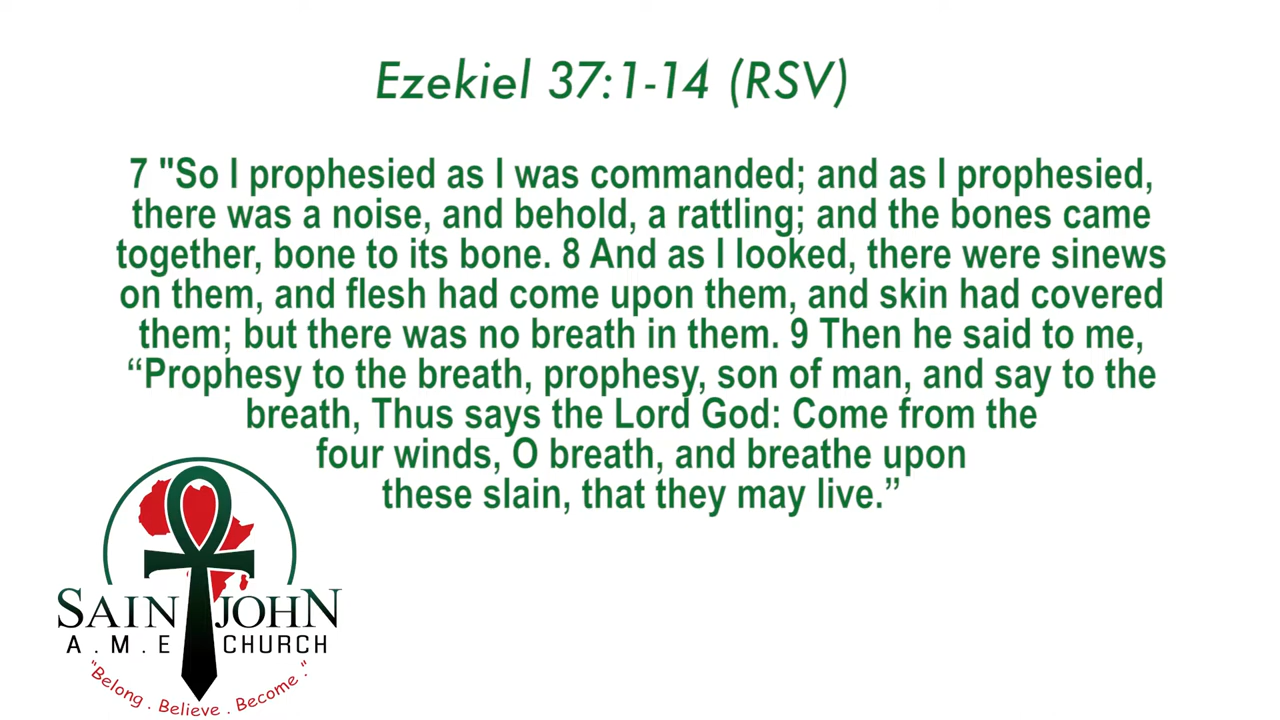 Ezekiel 37:1-14 (RSV)
7 "So I prophesied as I was commanded; and as I prophesied,
there was a noise, and behold, a rattling; and the bones came
together, bone to its bone. 8 And as I looked, there were sinews
on them, and flesh had come upon them, and skin had covered
them; but there was no breath in them. 9 Then he said to me,
“Prophesy to the breath, prophesy, son of man, and say to the
breath, Thus says the Lord God: Come from the
four winds, O breath, and breathe upon
these slain, that they may live.”
SAIN JOHN
A.M.E CHURCH
"Belong . Believe . Become."